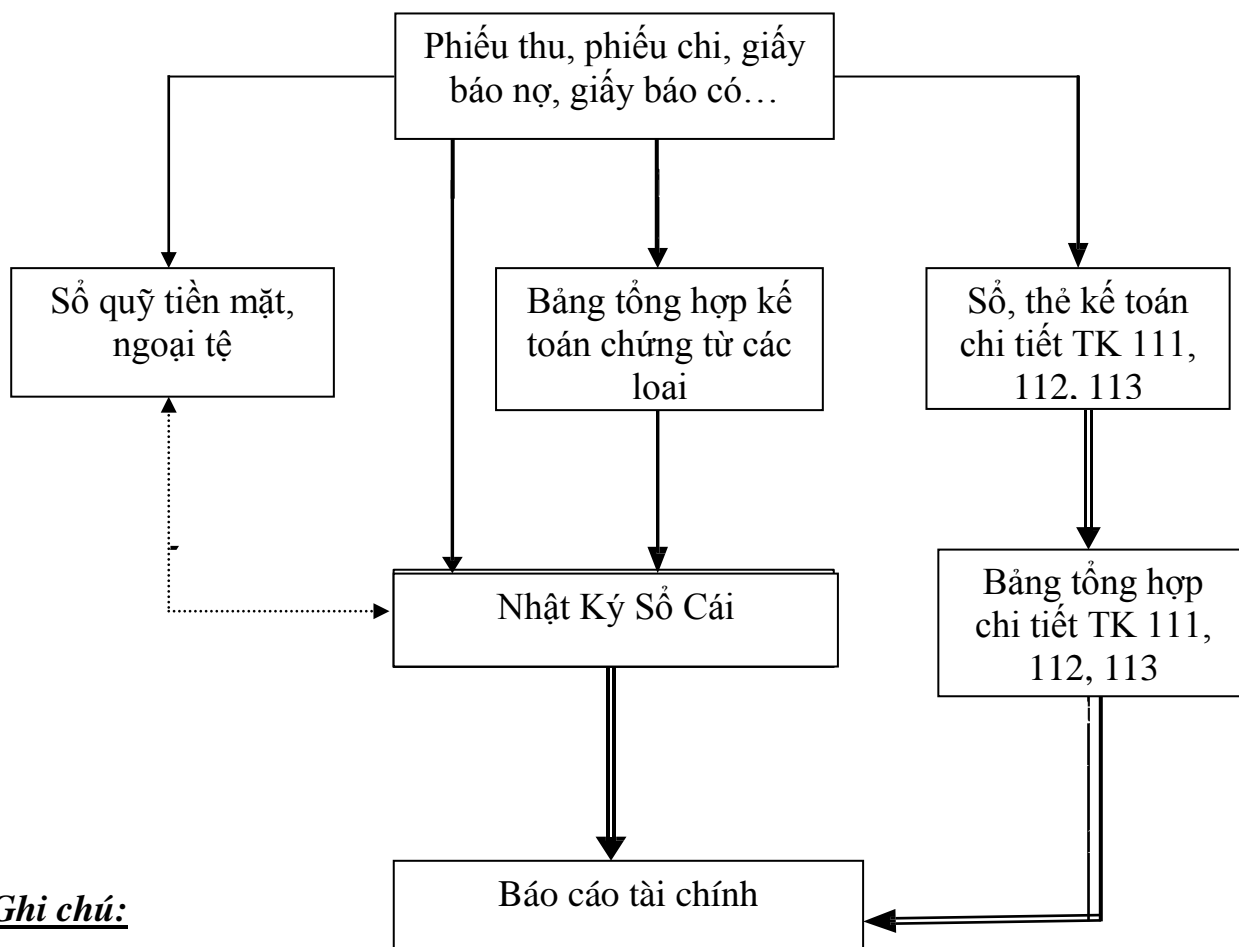 Phiếu thu, phiếu chi, giấy
báo nợ, giấy báo có…
Sổ quỹ tiền mặt,
ngoại tệ
Bảng tổng hợp kế
toán chứng từ các
loai
Sổ, thẻ kế toán
chi tiết TK 111,
112, 113
Nhật Ký Sổ Cái
Bảng tổng hợp
chi tiết TK 111,
112, 113
Báo cáo tài chính
Ghi chú: